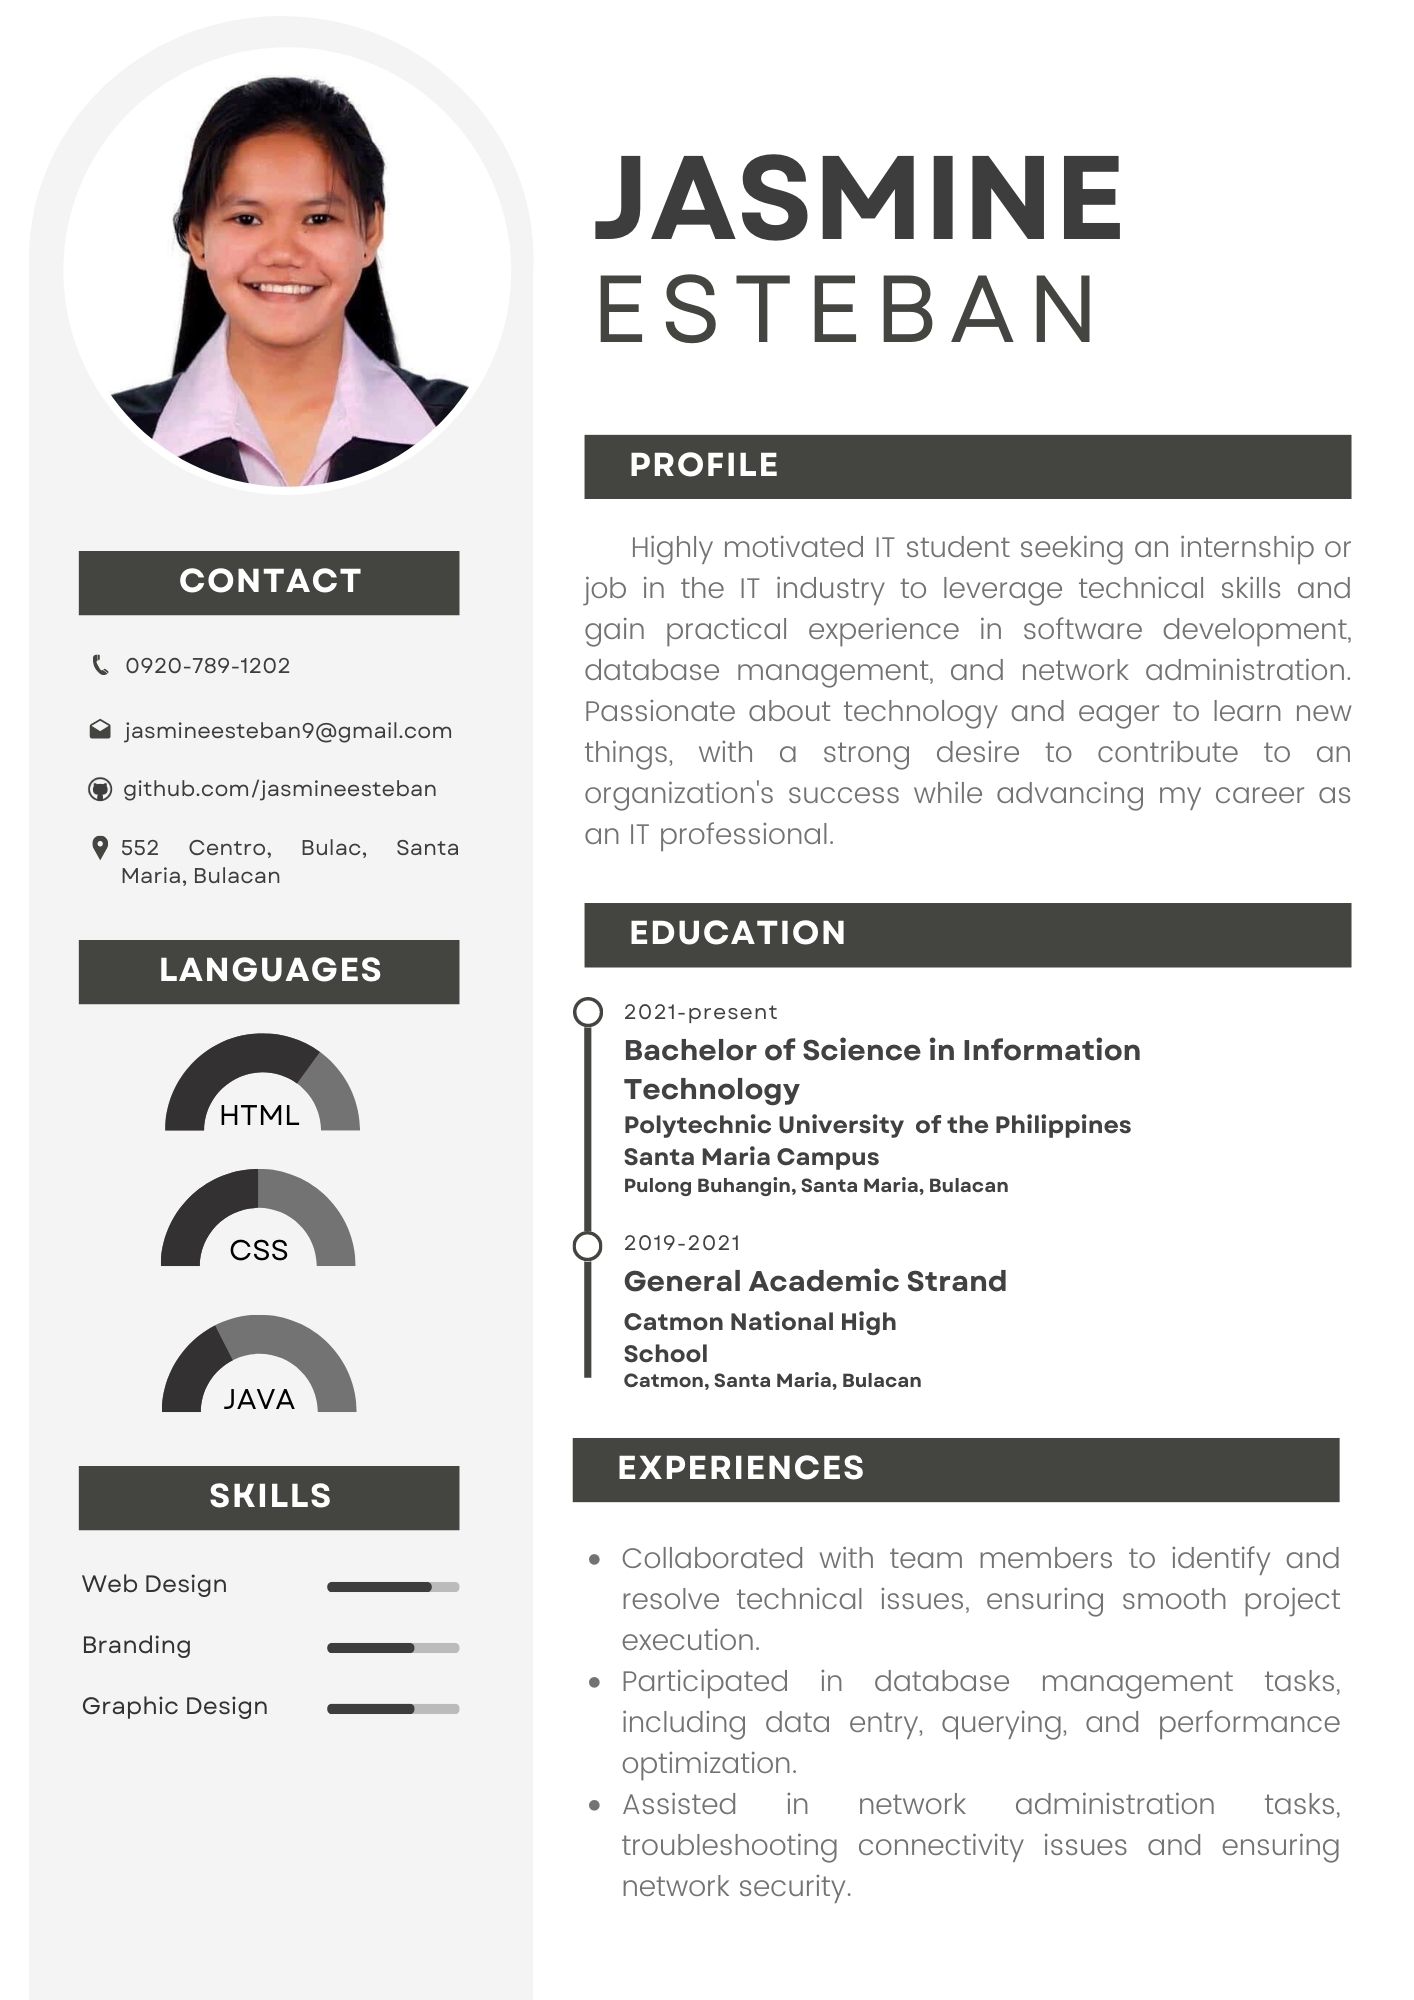 JASMINE
ESTEBAN
CONTACT
0920-789-1202
jasmineesteban9@gmail.com
github.com/jasmineesteban
552 Centro, Bulac, Santa
Maria, Bulacan
LANGUAGES
HTML
CSS
JAVA
SKILLS
Web Design
Branding
Graphic Design
PROFILE
Highly motivated IT student seeking an internship or
job in the IT industry to leverage technical skills and
gain practical experience in software development,
database management, and network administration.
Passionate about technology and eager to learn new
things, with a strong desire to contribute to an
organization's success while advancing my career as
an IT professional.
EDUCATION
2021-present
Bachelor of Science in Information
Technology
Polytechnic University of the Philippines
Santa Maria Campus
Pulong Buhangin, Santa Maria, Bulacan
2019-2021
General Academic Strand
Catmon National High
School
Catmon, Santa Maria, Bulacan
EXPERIENCES
• Collaborated with team members to identify and
resolve technical issues, ensuring smooth project
execution.
• Participated in database management tasks,
including data entry, querying, and performance
optimization.
• Assisted in network administration tasks,
troubleshooting connectivity issues and ensuring
network security.